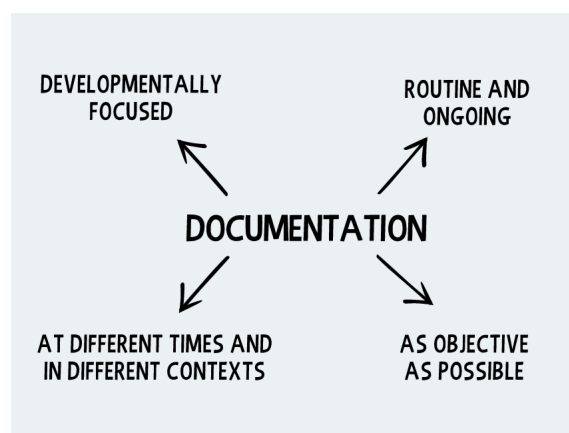 DEVELOPMENTALLY
FOCUSED
ROUTINE AND
ONGOING
DOCUMENTATION
AT DIFFERENT TIMES AND
IN DIFFERENT CONTEXTS
AS OBJECTIVE
AS POSSIBLE